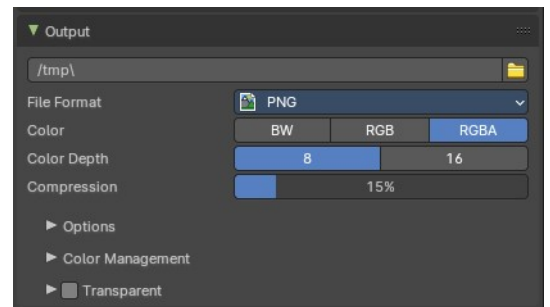 Output
/tmp\
File Format PNG
Color BW RGB RGBA
Color Depth 8 16
Compression 15%
Options
Color Management
Transparent